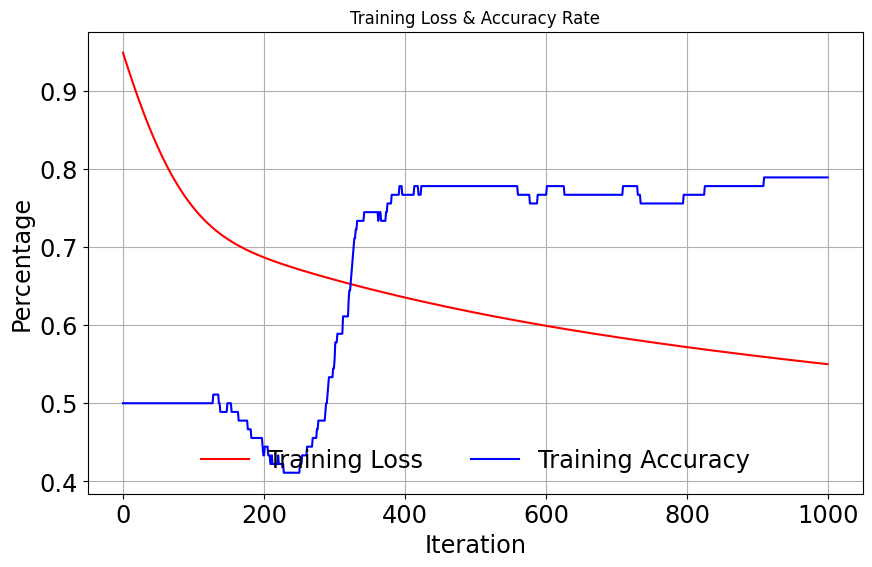 Training Loss & Accuracy Rate
Percentage
0.9
0.8
0.7
0.6
0.5
0.4
Training Loss
Training Accuracy
0 200 400 600 800 1000
Iteration